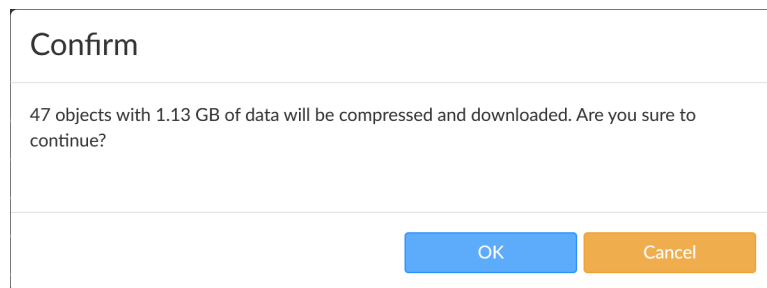 Confirm
47 objects with 1.13 GB of data will be compressed and downloaded. Are you sure to
continue?
OK
Cancel